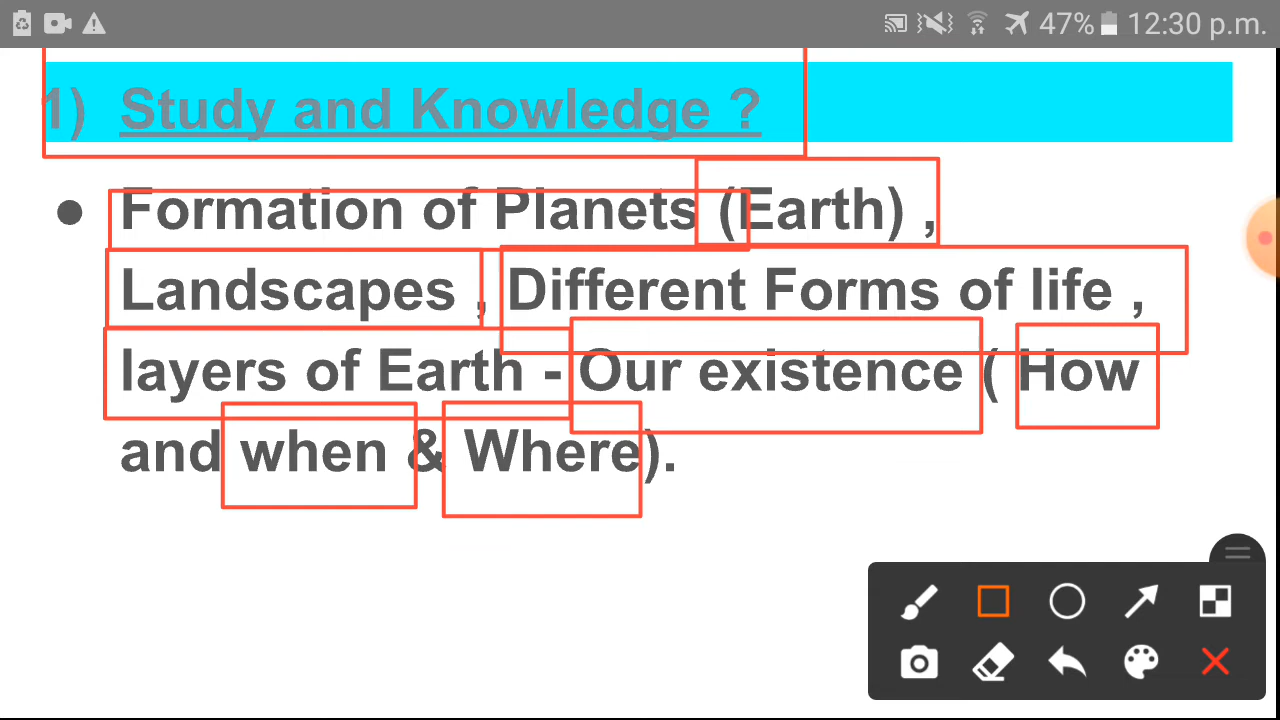 47% 12:30 p.m.
1) Study and Knowledge ?
● Formation of Planets (Earth) ,
Landscapes , Different Forms of life ,
layers of Earth - Our existence ( How
and when & Where).